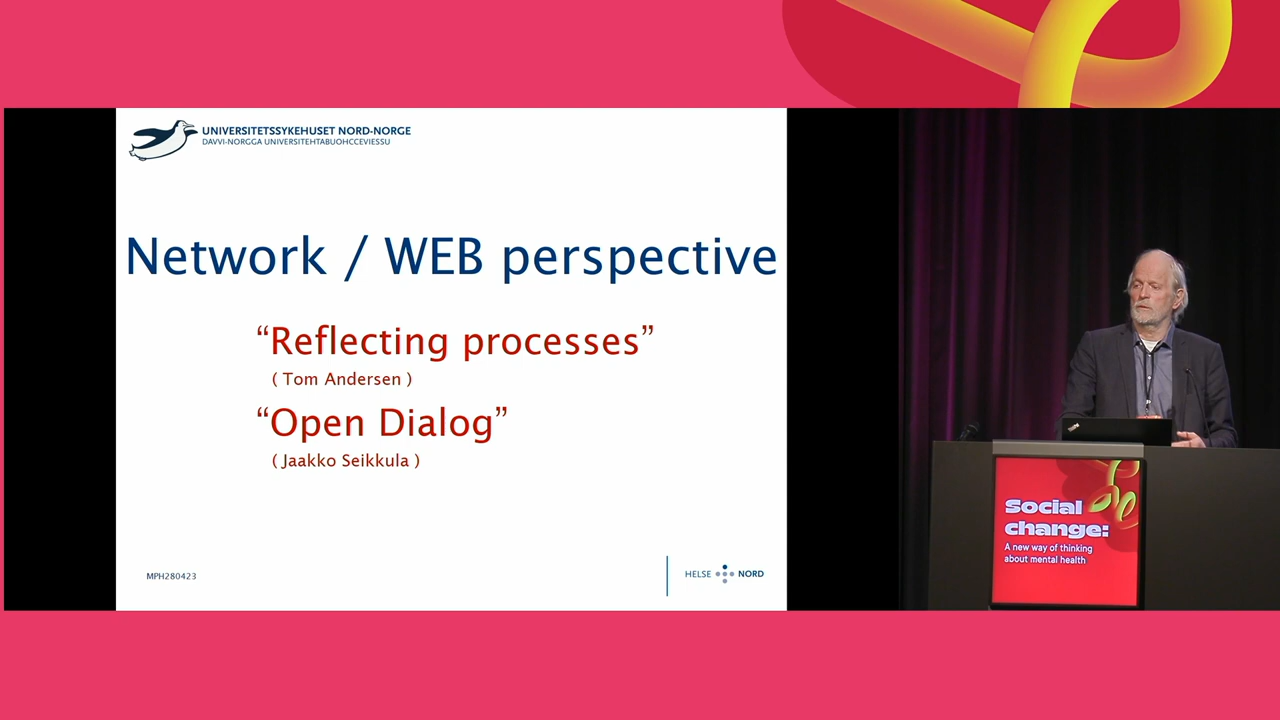 UNIVERSITETSSYKEHUSET NORD-NORGE
DAVVI-NORGGA UNIVERSITEHTABUOHCCEVIESSU
Network / WEB perspective
“Reflecting processes”
( Tom Andersen )
“Open Dialog”
( Jaakko Seikkula )
MPH280423
HELSE NORD
Social
change:
A new way of thinking
about mental health